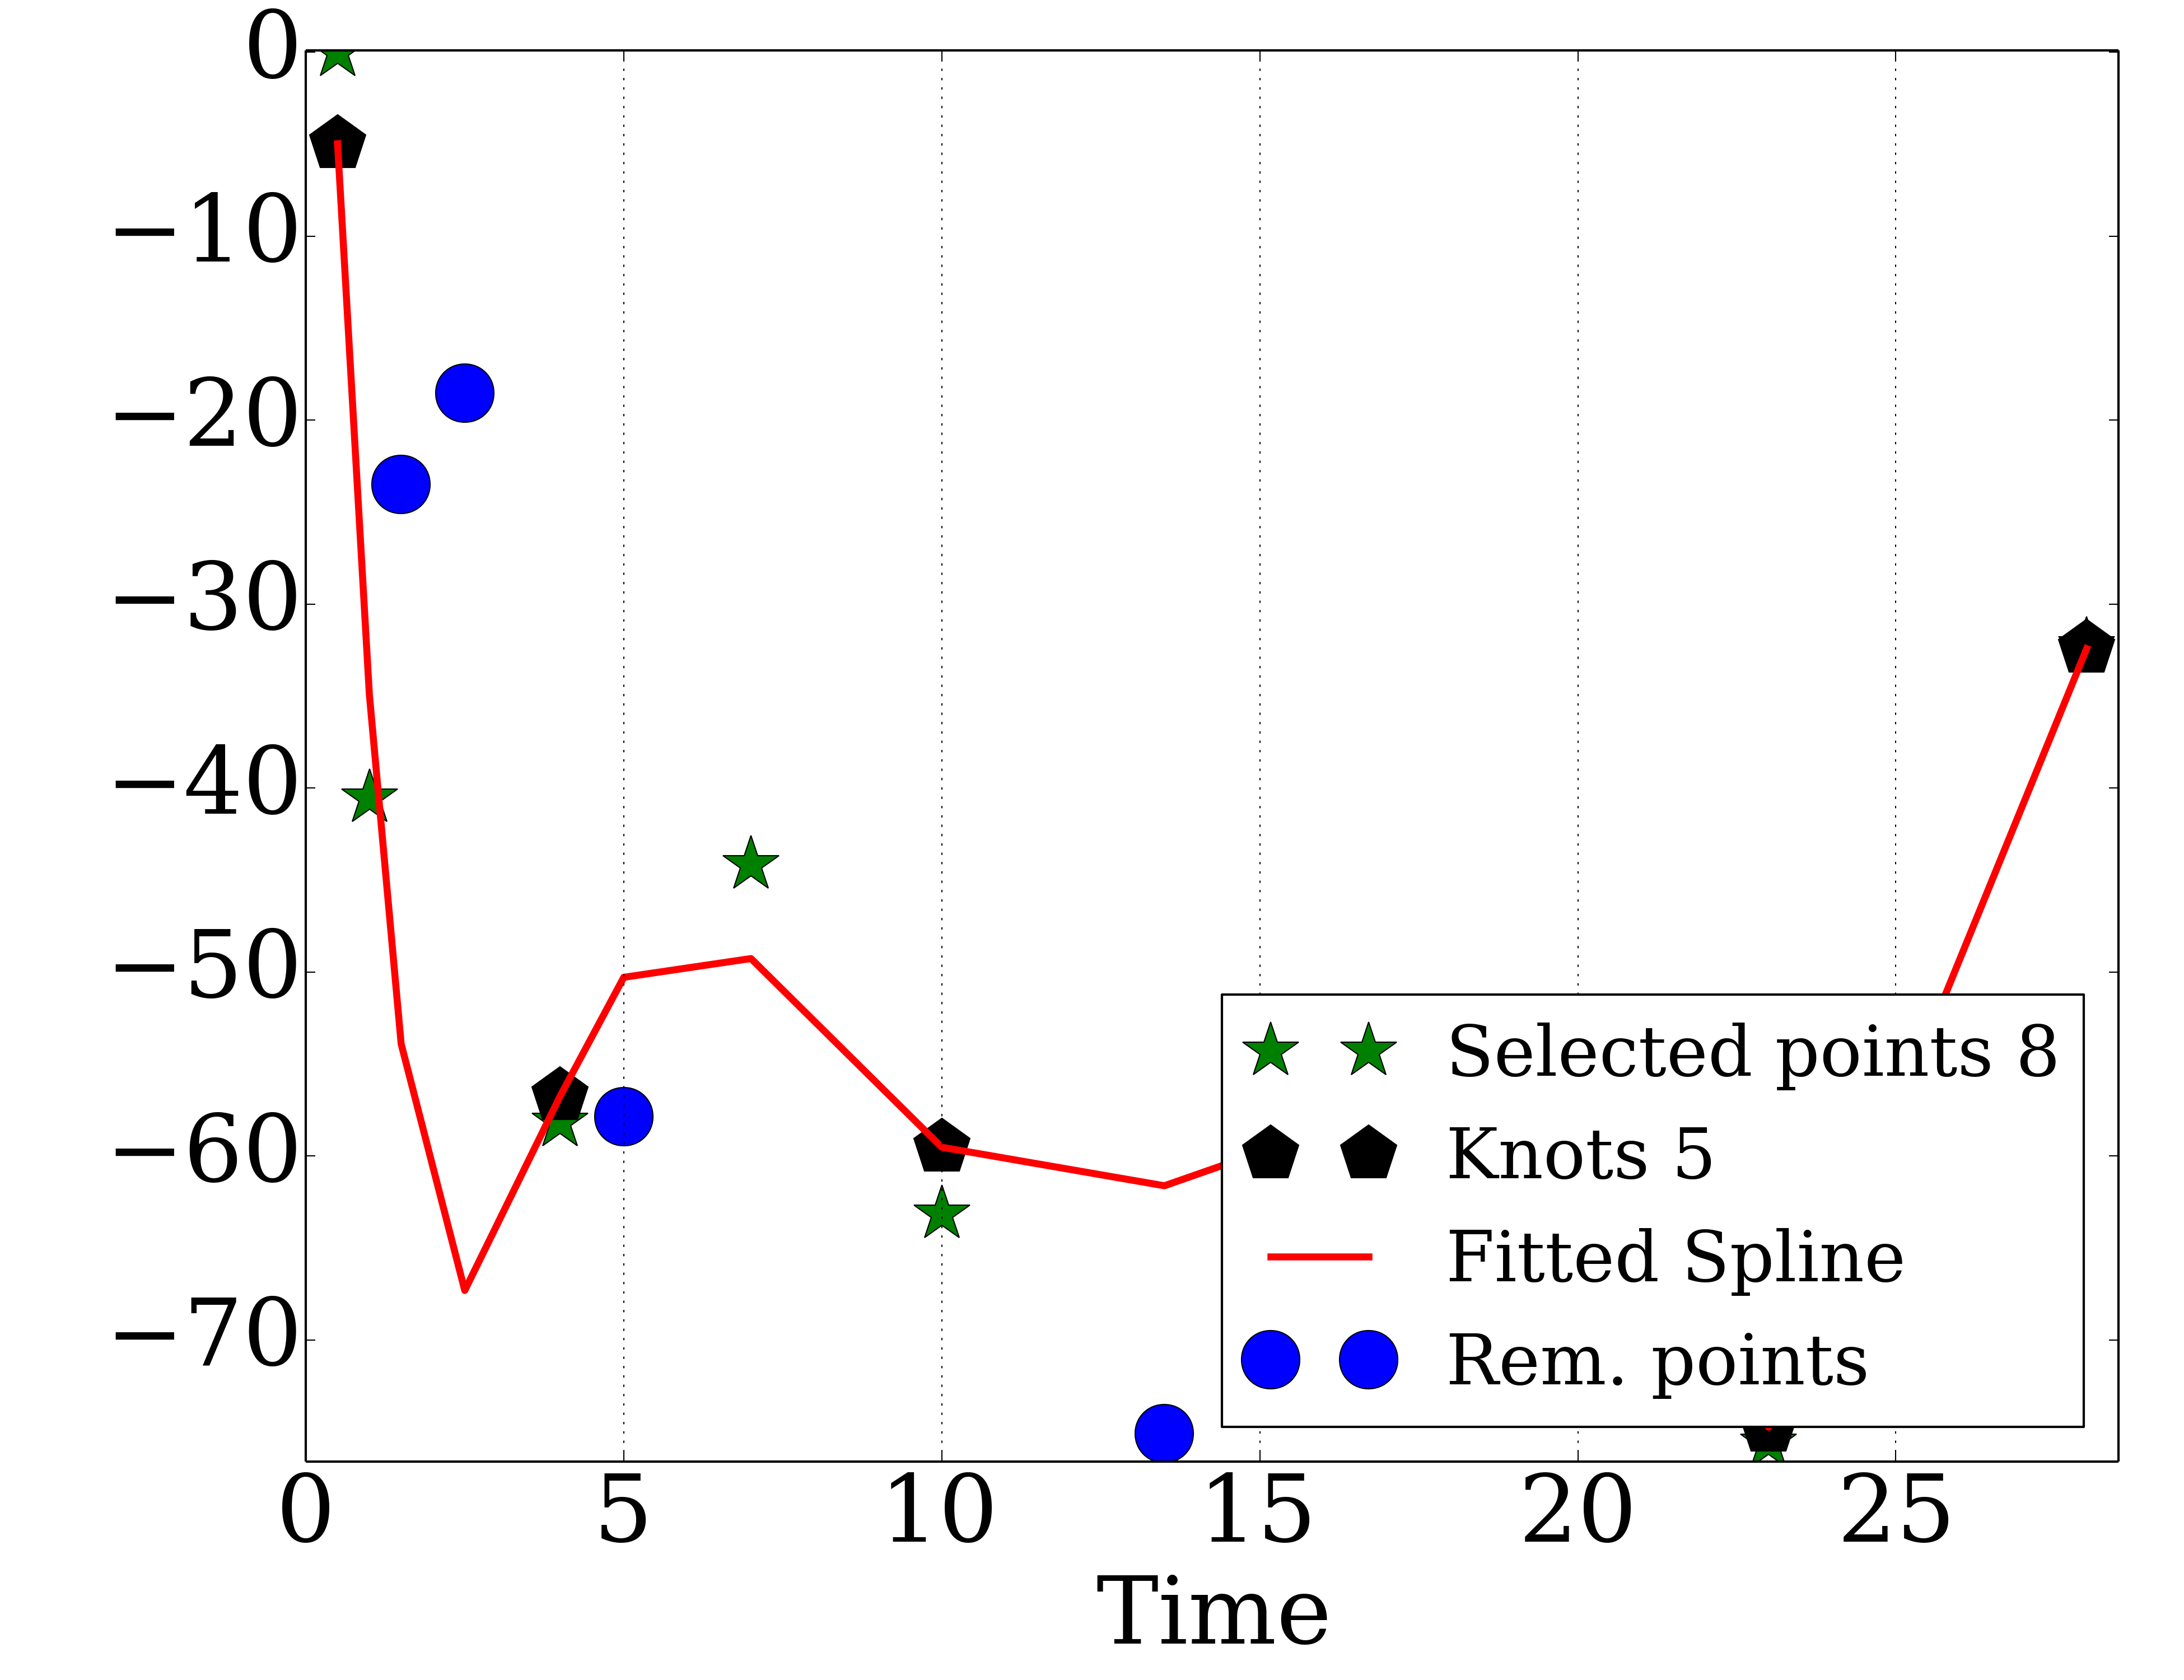 0
−10
−20
−30
−40
−50
−60
−70
Selected points 8
Knots 5
Fitted Spline
Rem. points
0 5 10 15 20 25
Time